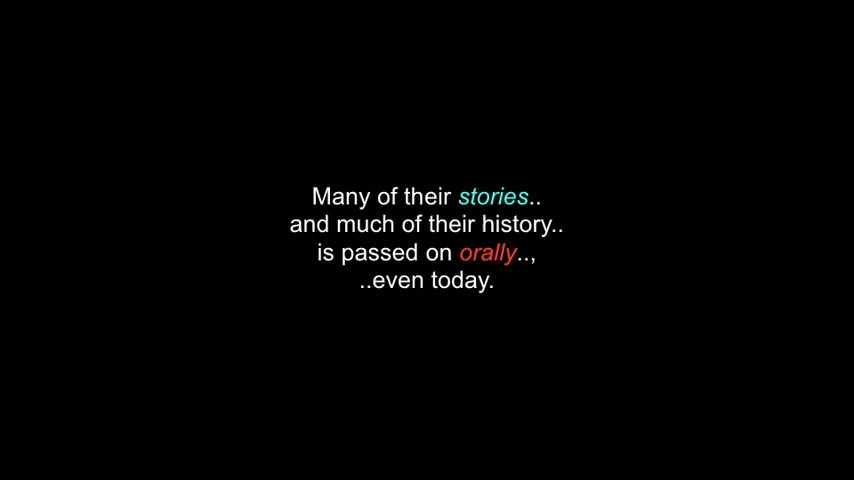 Many of their stories..
and much of their history..
is passed on orally..,
..even today.